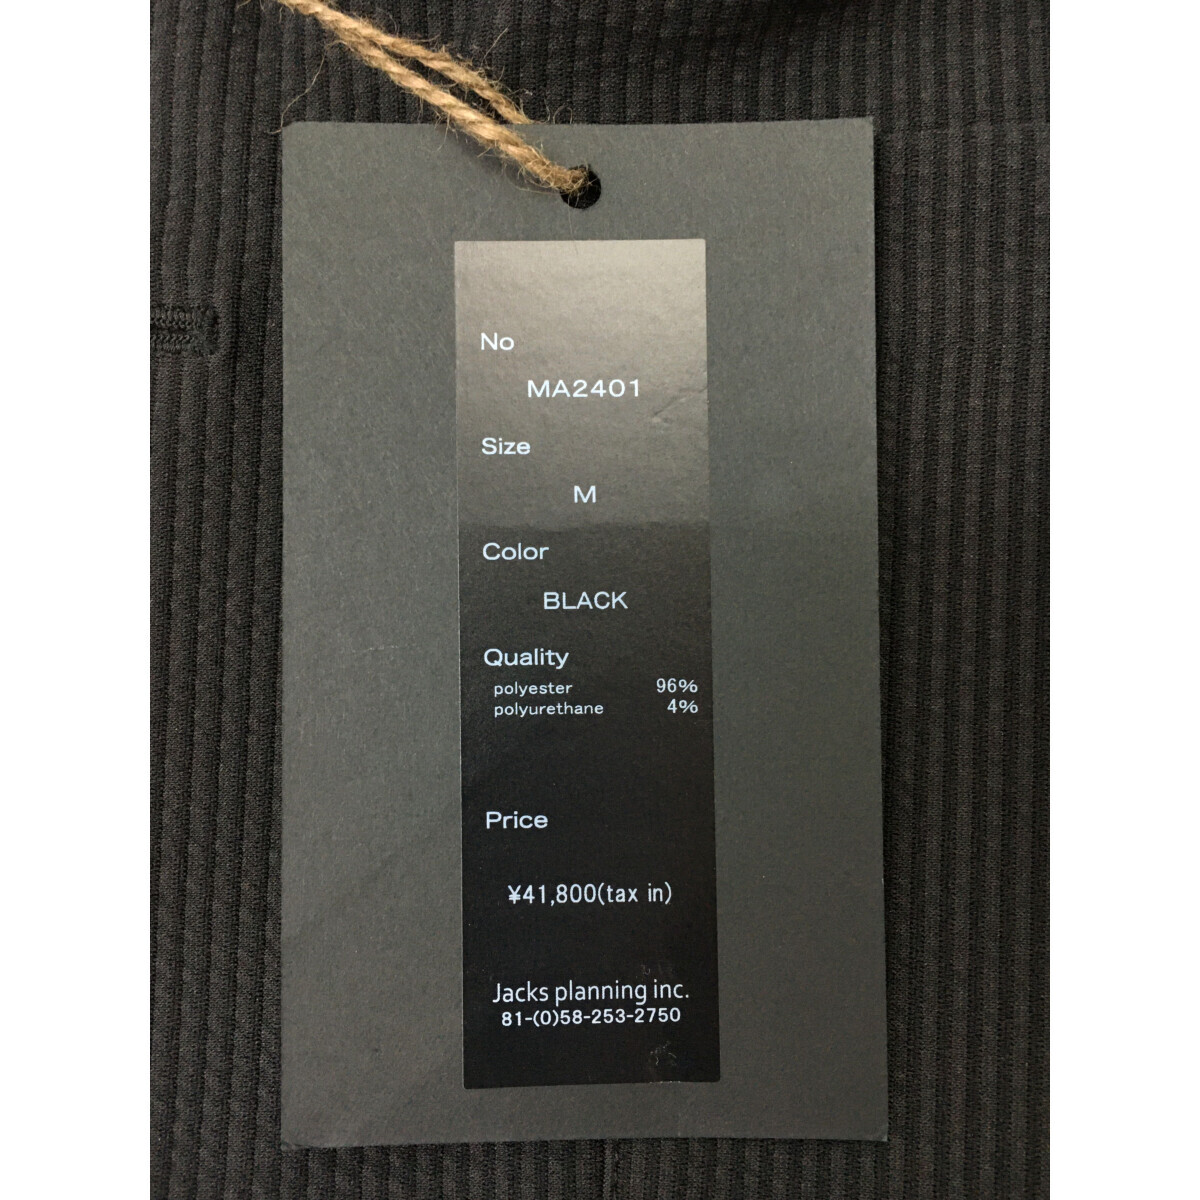 No
MA2401
Size
M
Color
BLACK
Quality
polyester 96%
polyurethane 4%
Price
¥41,800(tax in)
Jacks planning inc.
81-(0)58-253-2750